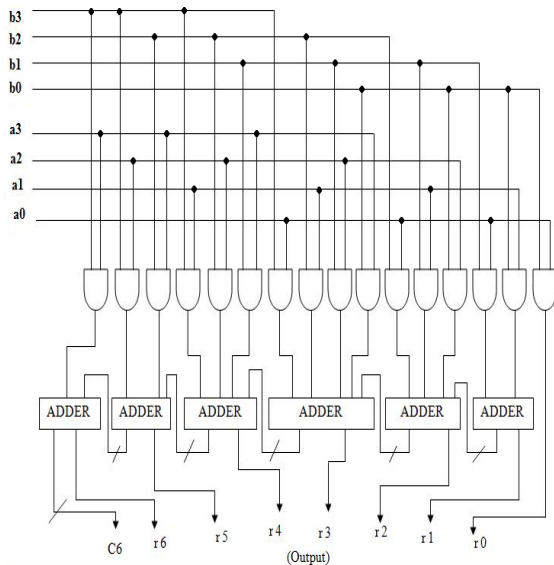 b3
b2
b1
b0
a3
a2
a1
a0
ADDER ADDER ADDER ADDER ADDER ADDER
C6 r6 r5 r4 r3 r2 r1 r0
(Output)